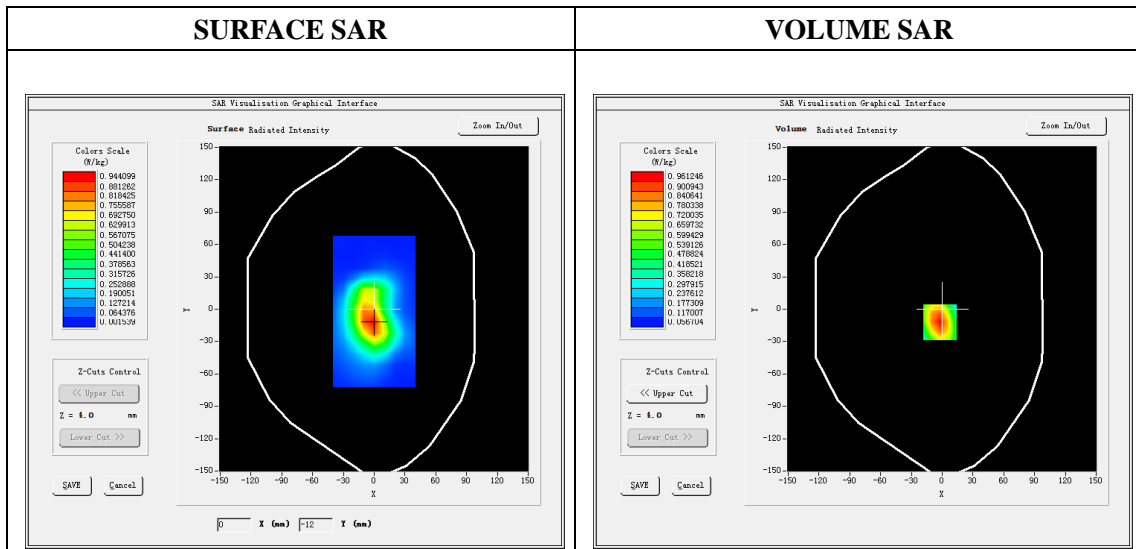 SURFACE SAR
VOLUME SAR
SAR Visualisation Graphical Interface
Surface Radiated Intensity
Zoom In/Out
Colors Scale
(W/kg)
0.944099
0.881262
0.818425
0.755587
0.692750
0.629913
0.567075
0.504238
0.441400
0.378563
0.315726
0.252888
0.190051
0.127214
0.064376
0.001539
150
120
90
60
30
0
-30
-60
-90
-120
-150
Y
-150 -120 -90 -60 -30 0 30 60 90 120 150
X
Z-Cuts Control
<< Upper Cut
Z = 4.0 mm
Lower Cut >>
SAVE Cancel
0 X (mm) -12 Y (mm)
SAR Visualisation Graphical Interface
Volume Radiated Intensity
Zoom In/Out
Colors Scale
(W/kg)
0.961246
0.900943
0.840641
0.780338
0.720035
0.659732
0.599429
0.539126
0.478824
0.418521
0.358218
0.297915
0.237612
0.177309
0.117007
0.056704
150
120
90
60
30
0
-30
-60
-90
-120
-150
Y
-150 -120 -90 -60 -30 0 30 60 90 120 150
X
Z-Cuts Control
<< Upper Cut
Z = 4.0 mm
Lower Cut >>
SAVE Cancel